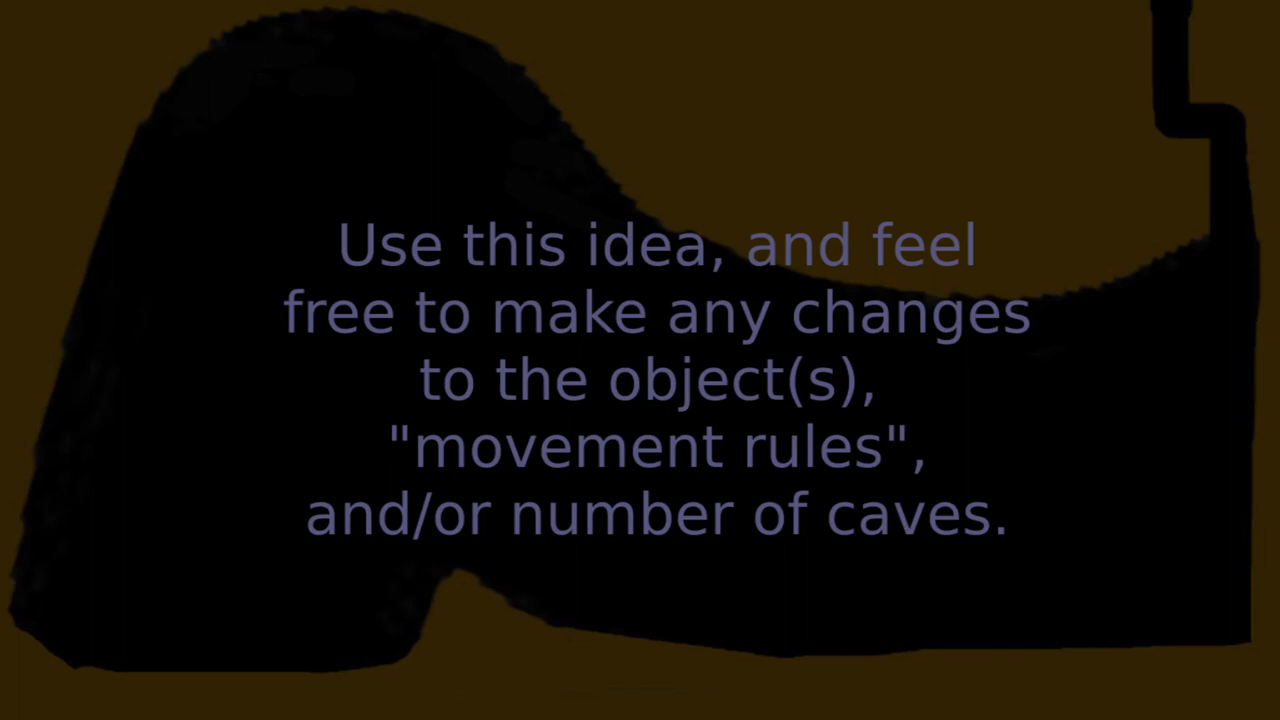 Use this idea, and feel
free to make any changes
to the object(s),
"movement rules",
and/or number of caves.